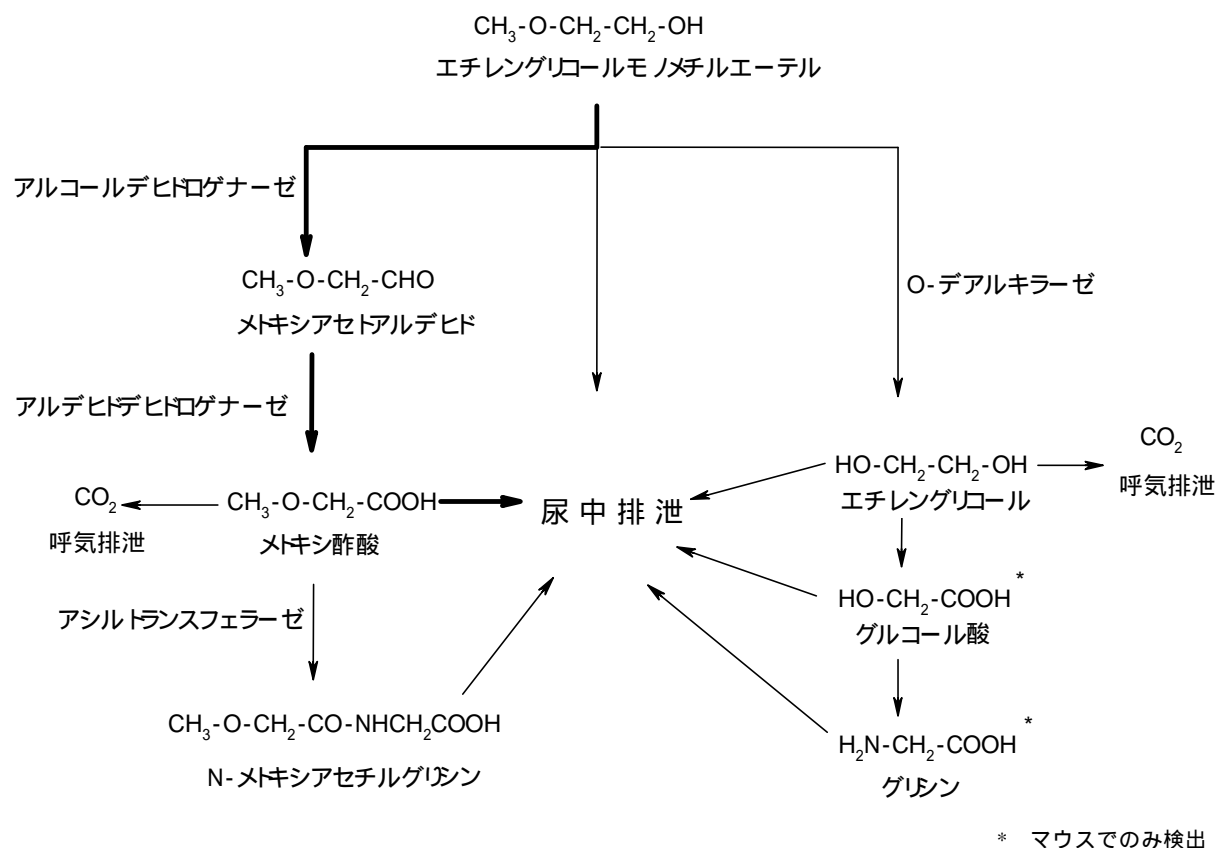 CH₃-O-CH₂-CH₂-OH
エチレングリコールモノメチルエーテル
アルコールデヒドロゲナーゼ
CH₃-O-CH₂-CHO
メトキシアセトアルデヒド
O-デアルキラーゼ
アルデヒドデヒドロゲナーゼ
CO₂
呼気排泄
CH₃-O-CH₂-COOH
メトキシ酢酸
尿中排泄
HO-CH₂-CH₂-OH
エチレングリコール
CO₂
呼気排泄
アシルトランスフェラーゼ
HO-CH₂-COOH*
グルコール酸
CH₃-O-CH₂-CO-NHCH₂COOH
N-メトキシアセチルグリシン
H₂N-CH₂-COOH*
グリシン
* マウスでのみ検出